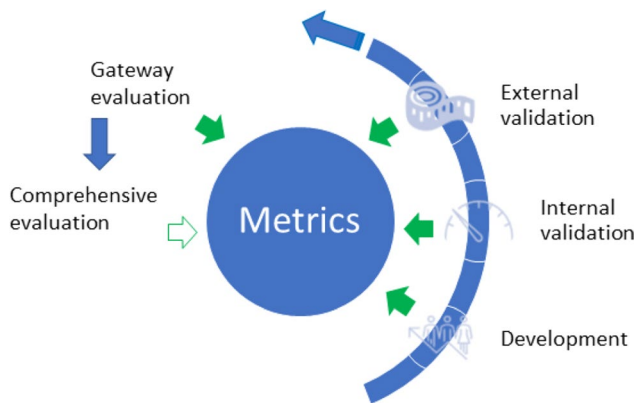 Gateway
evaluation
Comprehensive
evaluation
Metrics
External
validation
Internal
validation
Development